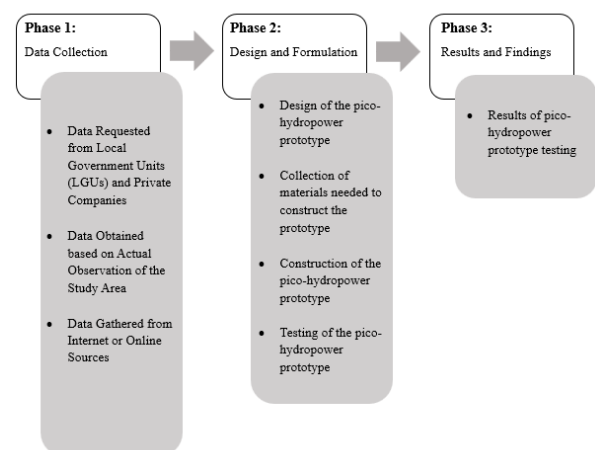 Phase 1:
Data Collection
• Data Requested
from Local
Government Units
(LGUs) and Private
Companies
• Data Obtained
based on Actual
Observation of the
Study Area
• Data Gathered from
Internet or Online
Sources
Phase 2:
Design and Formulation
• Design of the pico-
hydropower
prototype
• Collection of
materials needed to
construct the
prototype
• Construction of the
pico-hydropower
prototype
• Testing of the pico-
hydropower
prototype
Phase 3:
Results and Findings
• Results of pico-
hydropower
prototype testing